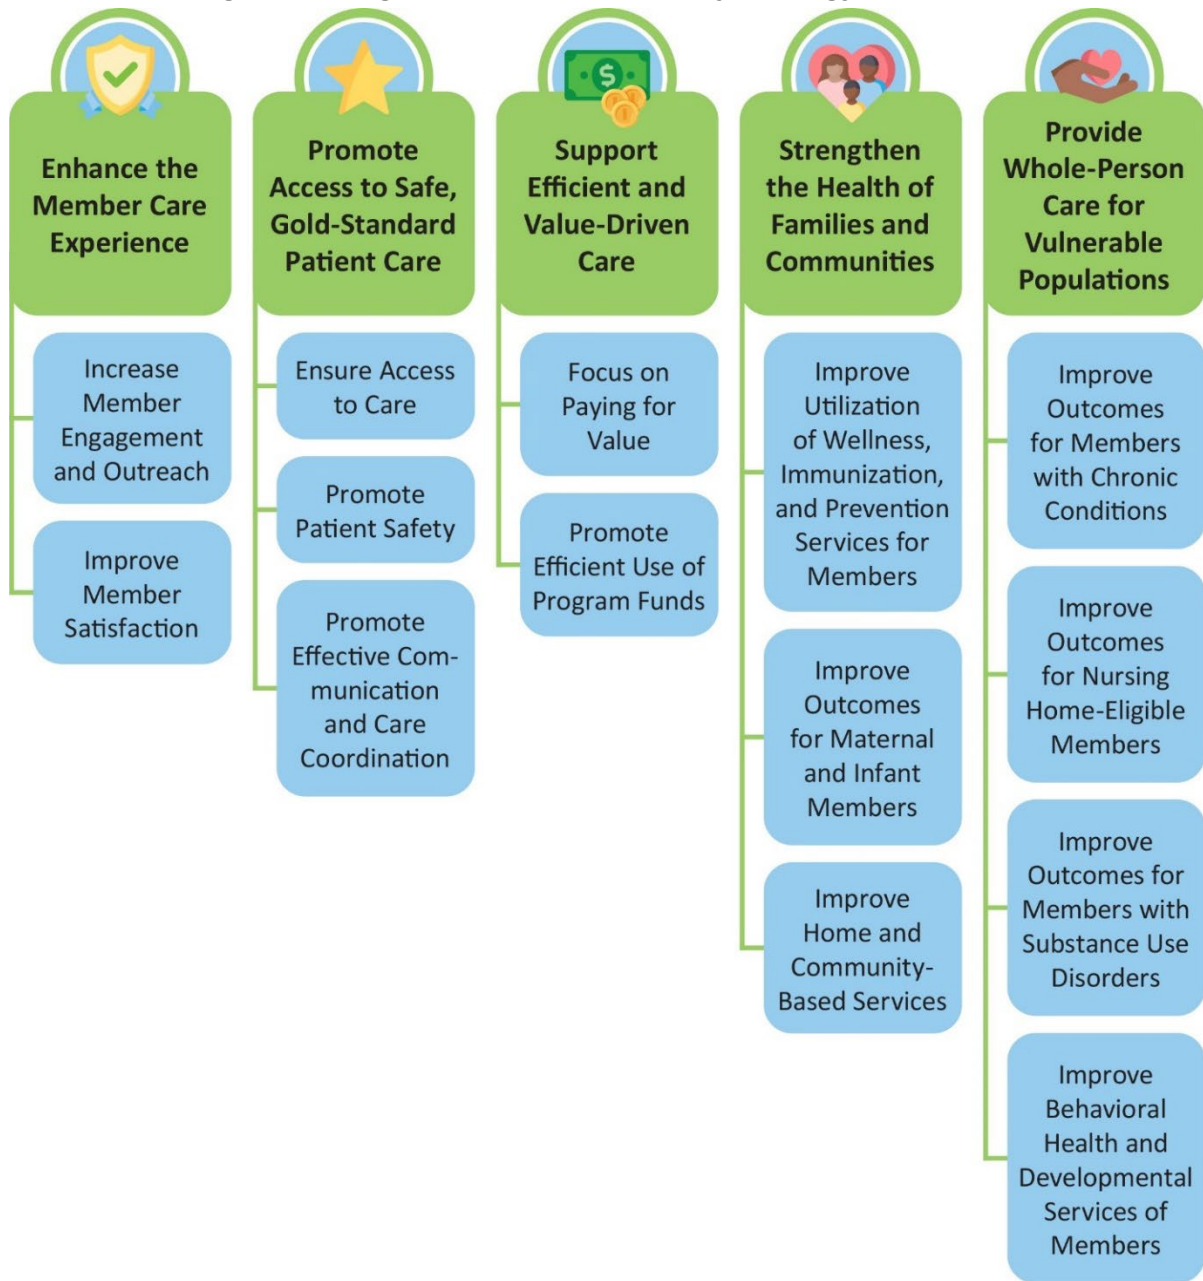 Enhance the
Member Care
Experience
Increase
Member
Engagement
and Outreach
Improve
Member
Satisfaction
Promote
Access to Safe,
Gold-Standard
Patient Care
Ensure Access
to Care
Promote
Patient Safety
Promote
Effective Com-
munication
and Care
Coordination
$
Support
Efficient and
Value-Driven
Care
Focus on
Paying for
Value
Promote
Efficient Use of
Program Funds
Strengthen
the Health of
Families and
Communities
Improve
Utilization
of Wellness,
Immunization,
and Prevention
Services for
Members
Improve
Outcomes
for Maternal
and Infant
Members
Improve
Home and
Community-
Based Services
Provide
Whole-Person
Care for
Vulnerable
Populations
Improve
Outcomes
for Members
with Chronic
Conditions
Improve
Outcomes
for Nursing
Home-Eligible
Members
Improve
Outcomes for
Members with
Substance Use
Disorders
Improve
Behavioral
Health and
Developmental
Services of
Members